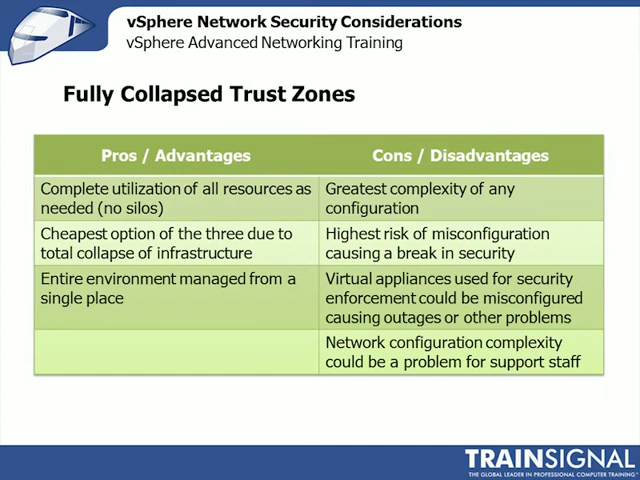 vSphere Network Security Considerations
vSphere Advanced Networking Training
Fully Collapsed Trust Zones
Pros / Advantages
Cons / Disadvantages
Complete utilization of all resources as
needed (no silos)
Greatest complexity of any
configuration
Cheapest option of the three due to
total collapse of infrastructure
Highest risk of misconfiguration
causing a break in security
Entire environment managed from a
single place
Virtual appliances used for security
enforcement could be misconfigured
causing outages or other problems
Network configuration complexity
could be a problem for support staff
TRAINSIGNAL
THE GLOBAL LEADER IN PROFESSIONAL COMPUTER TRAINING